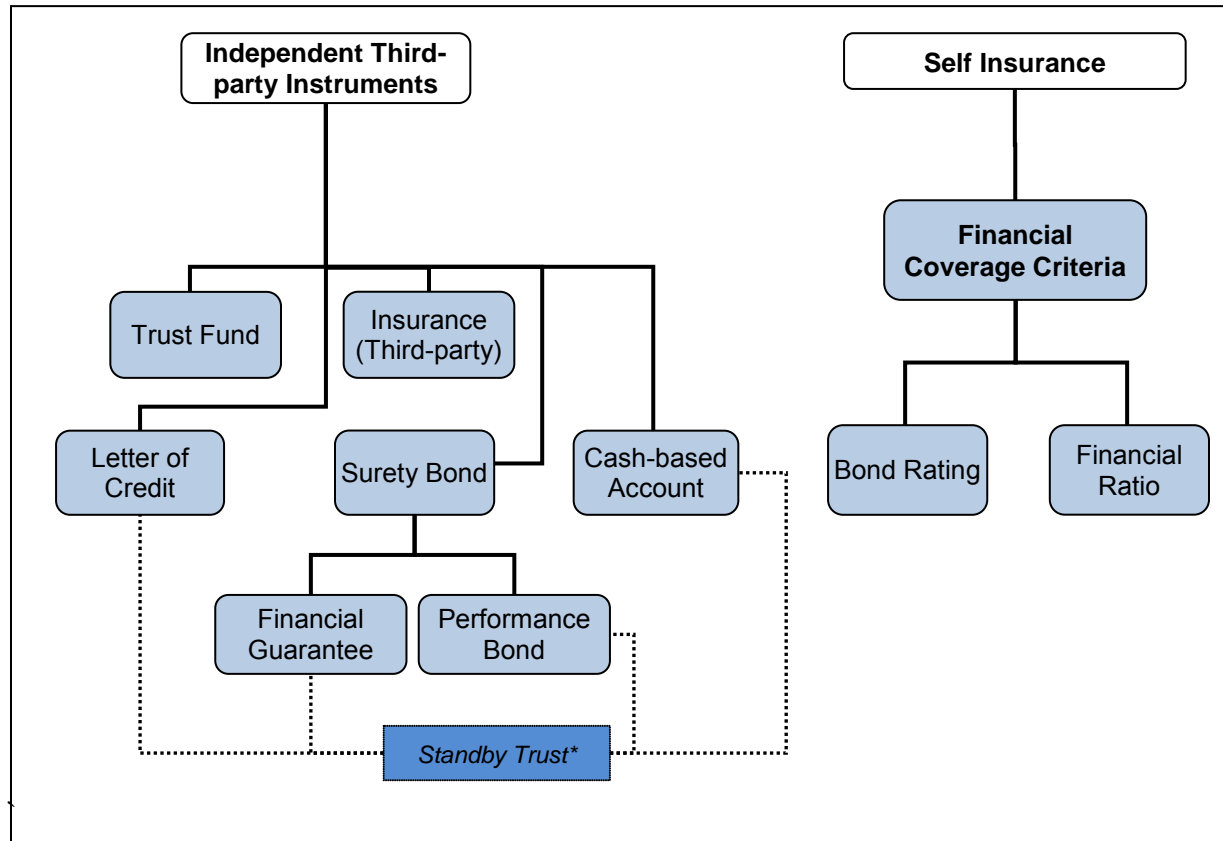 Independent Third-
party Instruments
Self Insurance
Financial
Coverage Criteria
Trust Fund
Insurance
(Third-party)
Letter of
Credit
Surety Bond
Cash-based
Account
Bond Rating
Financial
Ratio
Financial
Guarantee
Performance
Bond
Standby Trust*